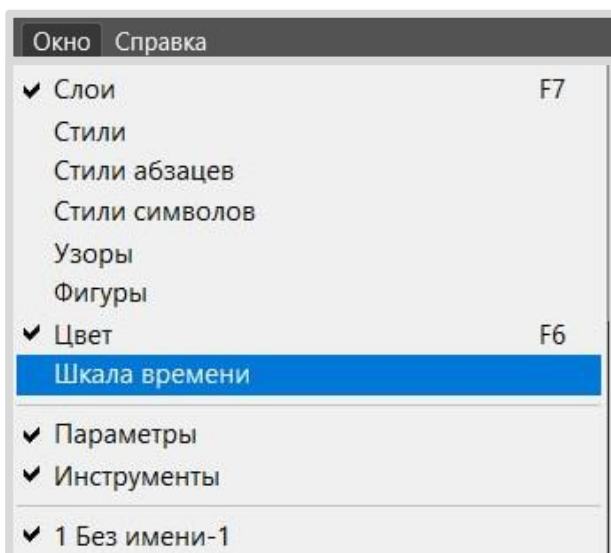 Окно Справка
Слои F7
Стили
Стили абзацев
Стили символов
Узоры
Фигуры
Цвет F6
Шкала времени
Параметры
Инструменты
1 Без имени-1